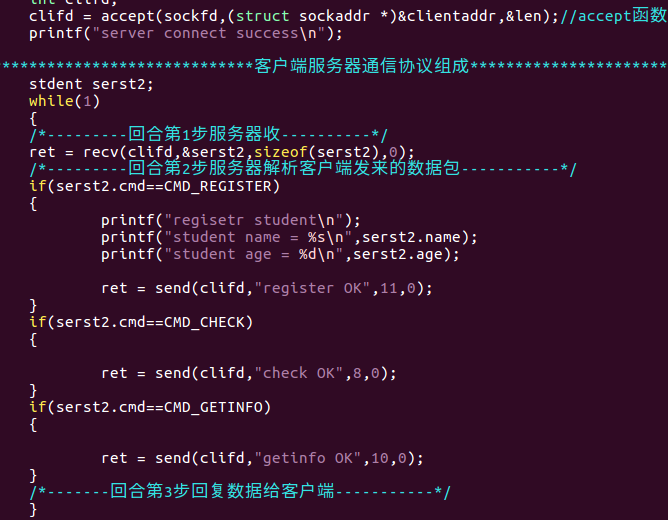 int clifd;
clifd = accept(sockfd,(struct sockaddr *)&clientaddr,&len);//accept函数
printf("server connect success\n");
***************************客户端服务器通信协议组成**********************
stdent serst2;
while(1)
{
/*---------回合第1步服务器收----------*/
ret = recv(clifd,&serst2,sizeof(serst2),0);
/*---------回合第2步服务器解析客户端发来的数据包-----------*/
if(serst2.cmd==CMD_REGISTER)
{
printf("regisetr student\n");
printf("student name = %s\n",serst2.name);
printf("student age = %d\n",serst2.age);
ret = send(clifd,"register OK",11,0);
}
if(serst2.cmd==CMD_CHECK)
{
ret = send(clifd,"check OK",8,0);
}
if(serst2.cmd==CMD_GETINFO)
{
ret = send(clifd,"getinfo OK",10,0);
}
/*-------回合第3步回复数据给客户端-----------*/
}